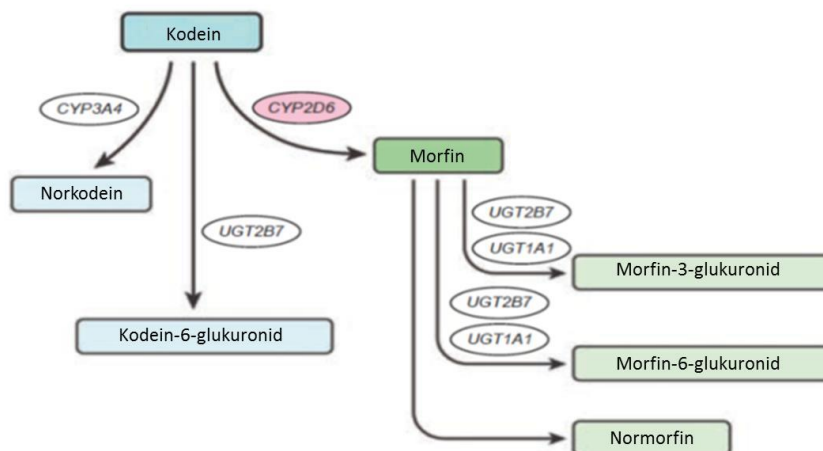 Kodein
CYP3A4
CYP2D6
Morfin
Norkodein
UGT2B7
UGT2B7
UGT1A1
Morfin-3-glukuronid
UGT2B7
UGT1A1
Kodein-6-glukuronid
Morfin-6-glukuronid
Normorfin